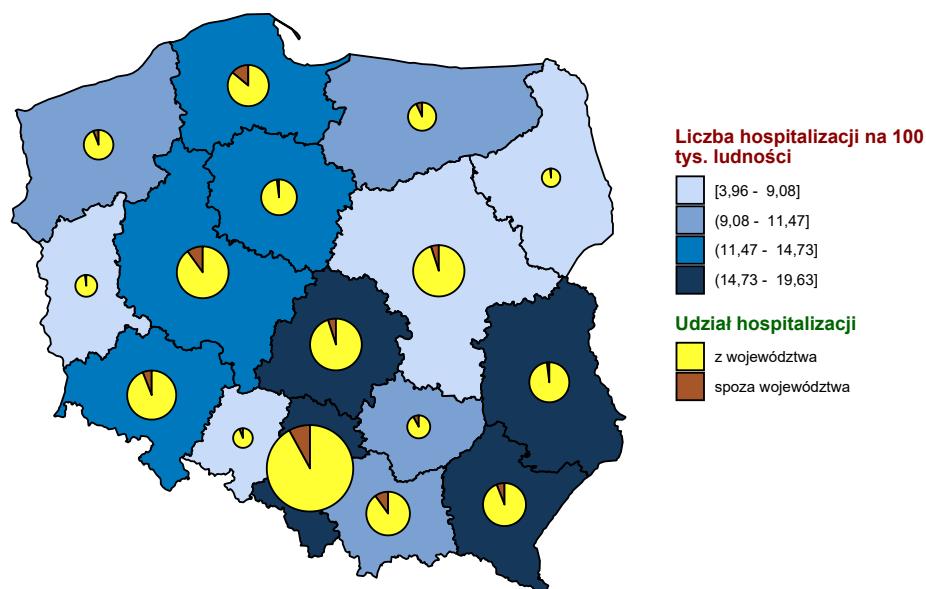 Liczba hospitalizacji na 100
tys. ludności
[3,96 - 9,08]
(9,08 - 11,47]
(11,47 - 14,73]
(14,73 - 19,63]
Udział hospitalizacji
z województwa
spoza województwa